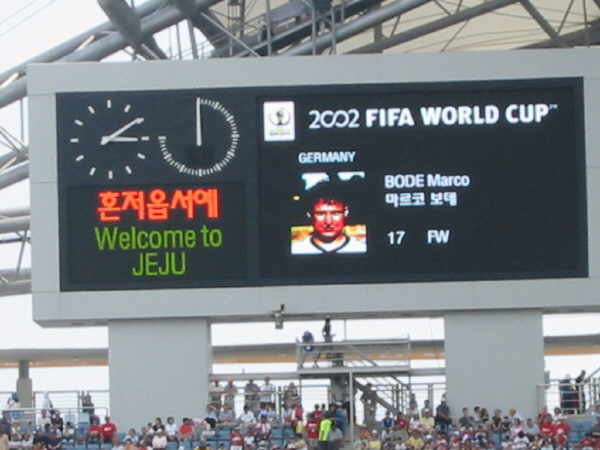 2002 FIFA WORLD CUP™
GERMANY
BODE Marco
마르코 보데
17 FW
혼저옵서예
Welcome to
JEJU